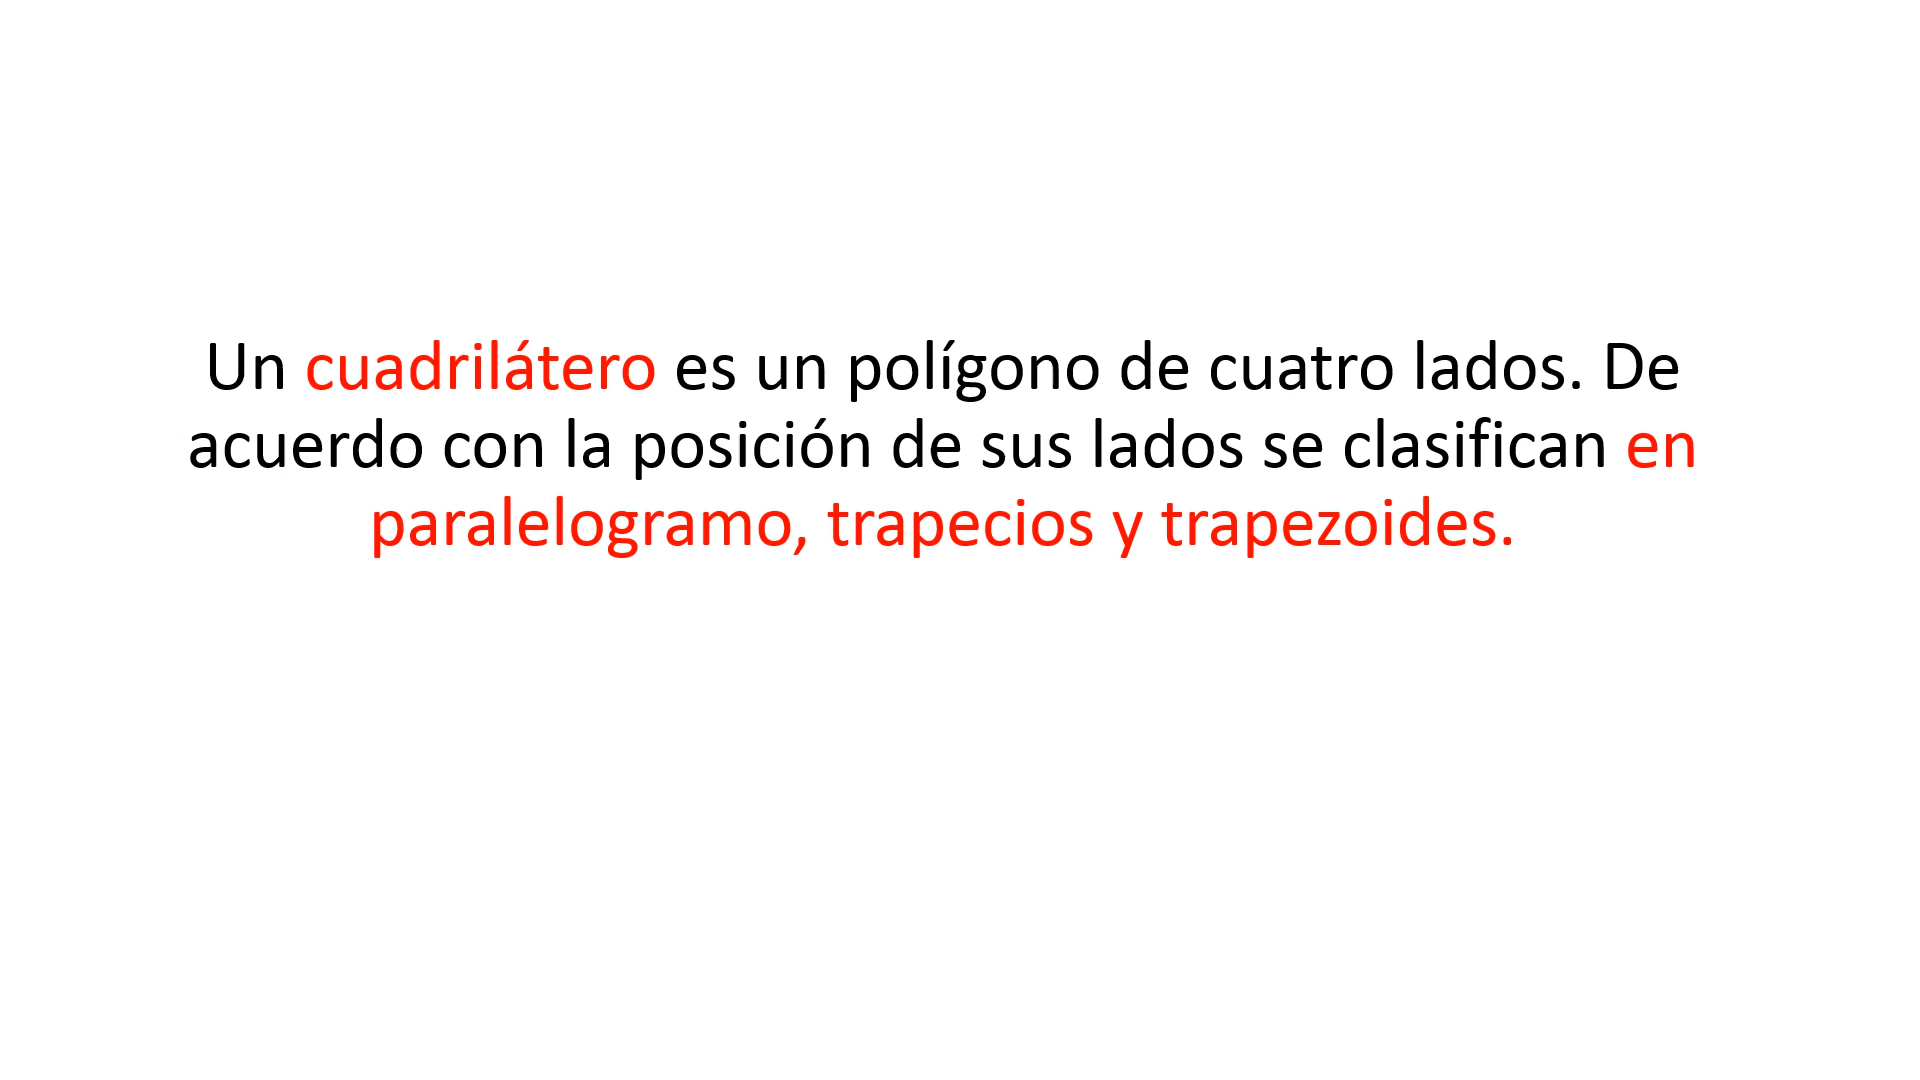 Un cuadrilátero es un polígono de cuatro lados. De
acuerdo con la posición de sus lados se clasifican en
paralelogramo, trapecios y trapezoides.